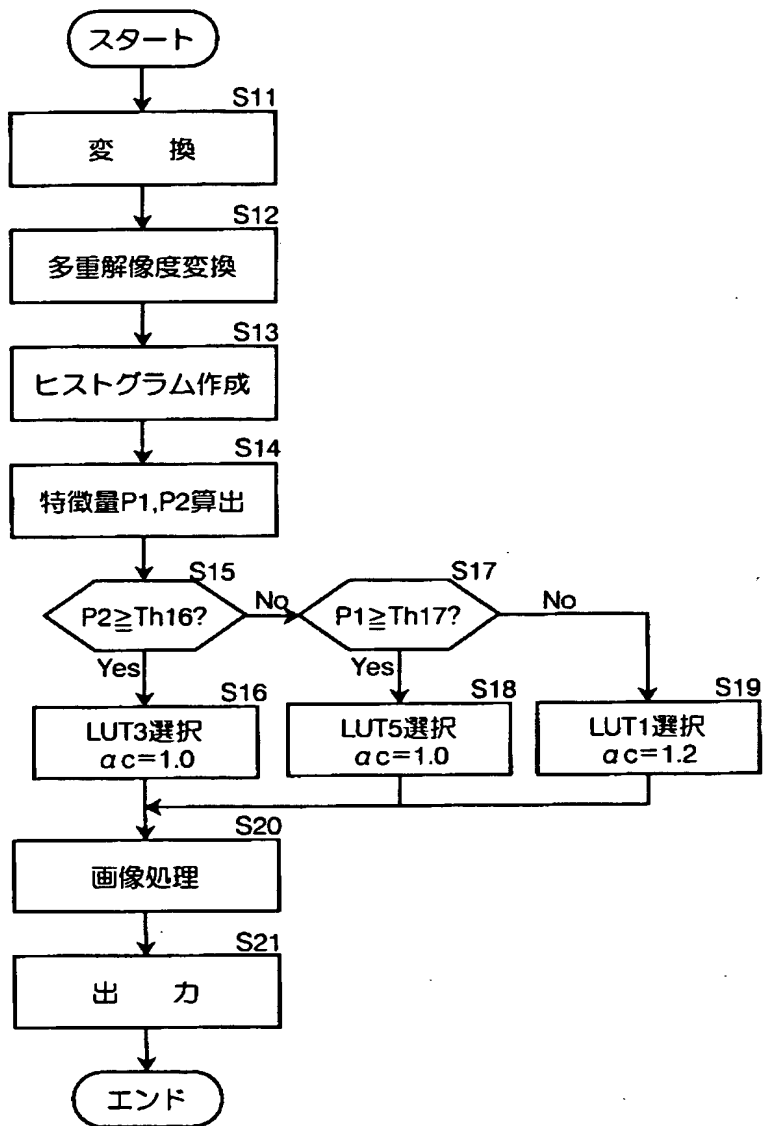 スタート
S11
変 換
S12
多重解像度変換
S13
ヒストグラム作成
S14
特徴量P1,P2算出
S15
P2≧Th16?
No
S17
P1≧Th17?
No
Yes
Yes
S16
LUT3選択
αc=1.0
S18
LUT5選択
αc=1.0
S19
LUT1選択
αc=1.2
S20
画像処理
S21
出 力
エンド